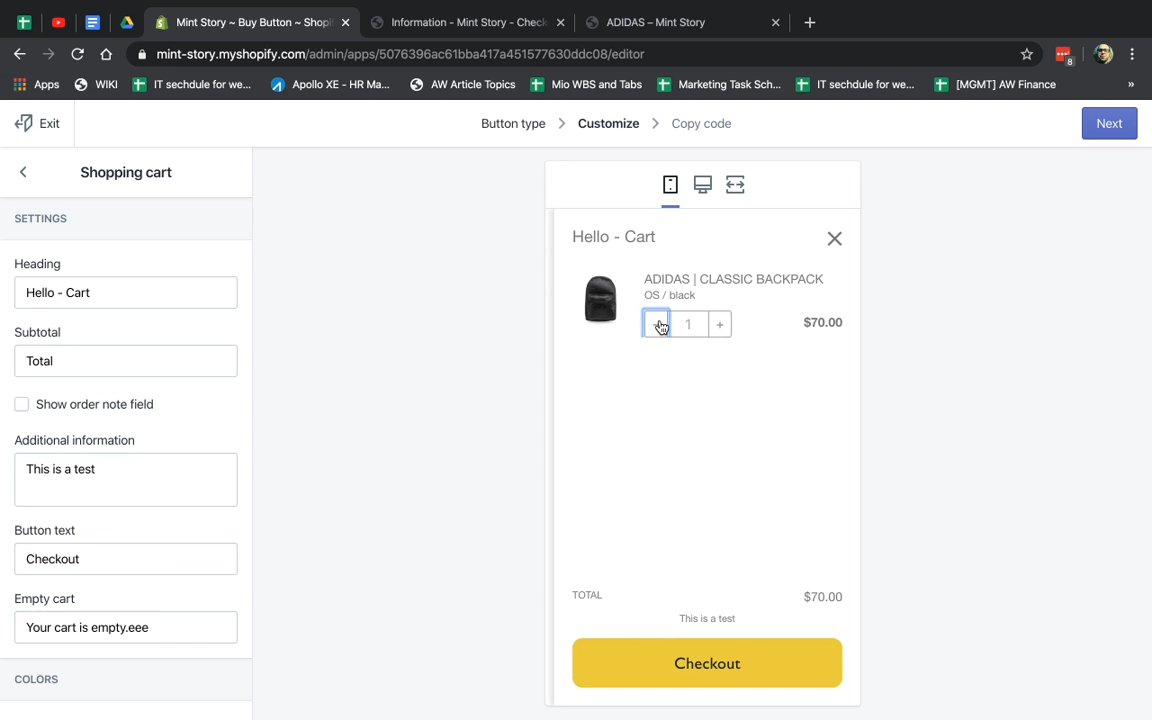 Mint Story ~ Buy Button ~ Shopi
Information - Mint Story - Check
ADIDAS – Mint Story
mint-story.myshopify.com/admin/apps/5076396ac61bba417a451577630ddc08/editor
8
Apps
WIKI
IT sechdule for we...
Apollo XE - HR Ma...
AW Article Topics
Mio WBS and Tabs
Marketing Task Sch...
IT sechdule for we...
[MGMT] AW Finance
»
Exit
Button type > Customize > Copy code
Next
Shopping cart
SETTINGS
Heading
Hello - Cart
Subtotal
Total
Show order note field
Additional information
This is a test
Button text
Checkout
Empty cart
Your cart is empty.eee
COLORS
Hello - Cart
ADIDAS | CLASSIC BACKPACK
OS / black
1 +
$70.00
TOTAL
$70.00
This is a test
Checkout